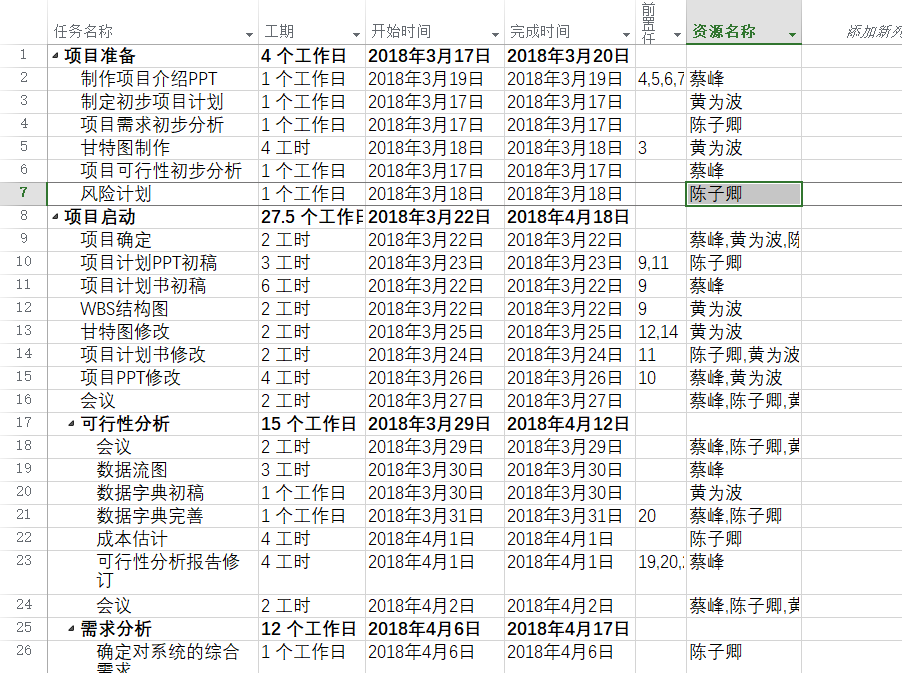 任务名称 工期 开始时间 完成时间 前置任 资源名称 添加新列
1 项目准备 4 个工作日 2018年3月17日 2018年3月20日
2 制作项目介绍PPT 1 个工作日 2018年3月19日 2018年3月19日 4,5,6,7 蔡峰
3 制定初步项目计划 1 个工作日 2018年3月17日 2018年3月17日 黄为波
4 项目需求初步分析 1 个工作日 2018年3月17日 2018年3月17日 陈子卿
5 甘特图制作 4 工时 2018年3月18日 2018年3月18日 3 黄为波
6 项目可行性初步分析 1 个工作日 2018年3月17日 2018年3月17日 蔡峰
7 风险计划 1 个工作日 2018年3月18日 2018年3月18日 陈子卿
8 项目启动 27.5 个工作日 2018年3月22日 2018年4月18日
9 项目确定 2 工时 2018年3月22日 2018年3月22日 蔡峰,黄为波,陈
10 项目计划PPT初稿 3 工时 2018年3月23日 2018年3月23日 9,11 陈子卿
11 项目计划书初稿 6 工时 2018年3月22日 2018年3月22日 9 蔡峰
12 WBS结构图 2 工时 2018年3月22日 2018年3月22日 9 黄为波
13 甘特图修改 2 工时 2018年3月25日 2018年3月25日 12,14 黄为波
14 项目计划书修改 2 工时 2018年3月24日 2018年3月24日 11 陈子卿,黄为波
15 项目PPT修改 4 工时 2018年3月26日 2018年3月26日 10 蔡峰,黄为波
16 会议 2 工时 2018年3月27日 2018年3月27日 蔡峰,陈子卿,黄
17 可行性分析 15 个工作日 2018年3月29日 2018年4月12日
18 会议 2 工时 2018年3月29日 2018年3月29日 蔡峰,陈子卿,黄
19 数据流图 3 工时 2018年3月30日 2018年3月30日 蔡峰
20 数据字典初稿 1 个工作日 2018年3月30日 2018年3月30日 黄为波
21 数据字典完善 1 个工作日 2018年3月31日 2018年3月31日 20 蔡峰,陈子卿
22 成本估计 4 工时 2018年4月1日 2018年4月1日 陈子卿
23 可行性分析报告修 4 工时 2018年4月1日 2018年4月1日 19,20, 蔡峰
订
24 会议 2 工时 2018年4月2日 2018年4月2日 蔡峰,陈子卿,黄
25 需求分析 12 个工作日 2018年4月6日 2018年4月17日
26 确定对系统的综合 1 个工作日 2018年4月6日 2018年4月6日 陈子卿
需求